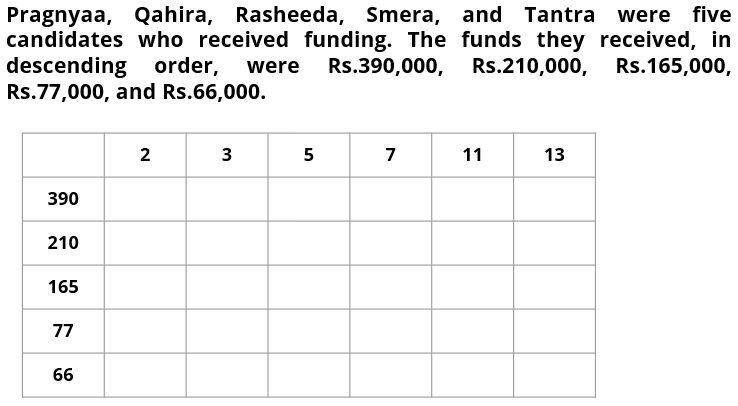 Pragnyaa, Qahira, Rasheeda, Smera, and Tantra were five
candidates who received funding. The funds they received, in
descending order, were Rs.390,000, Rs.210,000, Rs.165,000,
Rs.77,000, and Rs.66,000.
2 3 5 7 11 13
390
210
165
77
66